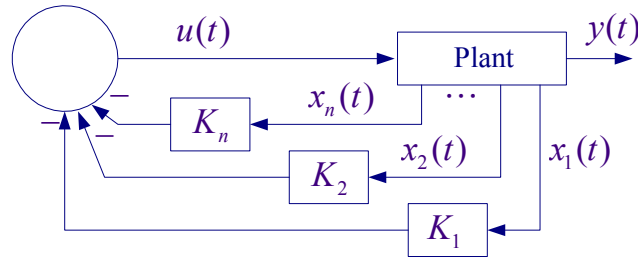 u(t) Plant y(t)
− K_n x_n(t) ...
− − K_2 x_2(t) x_1(t)
K_1